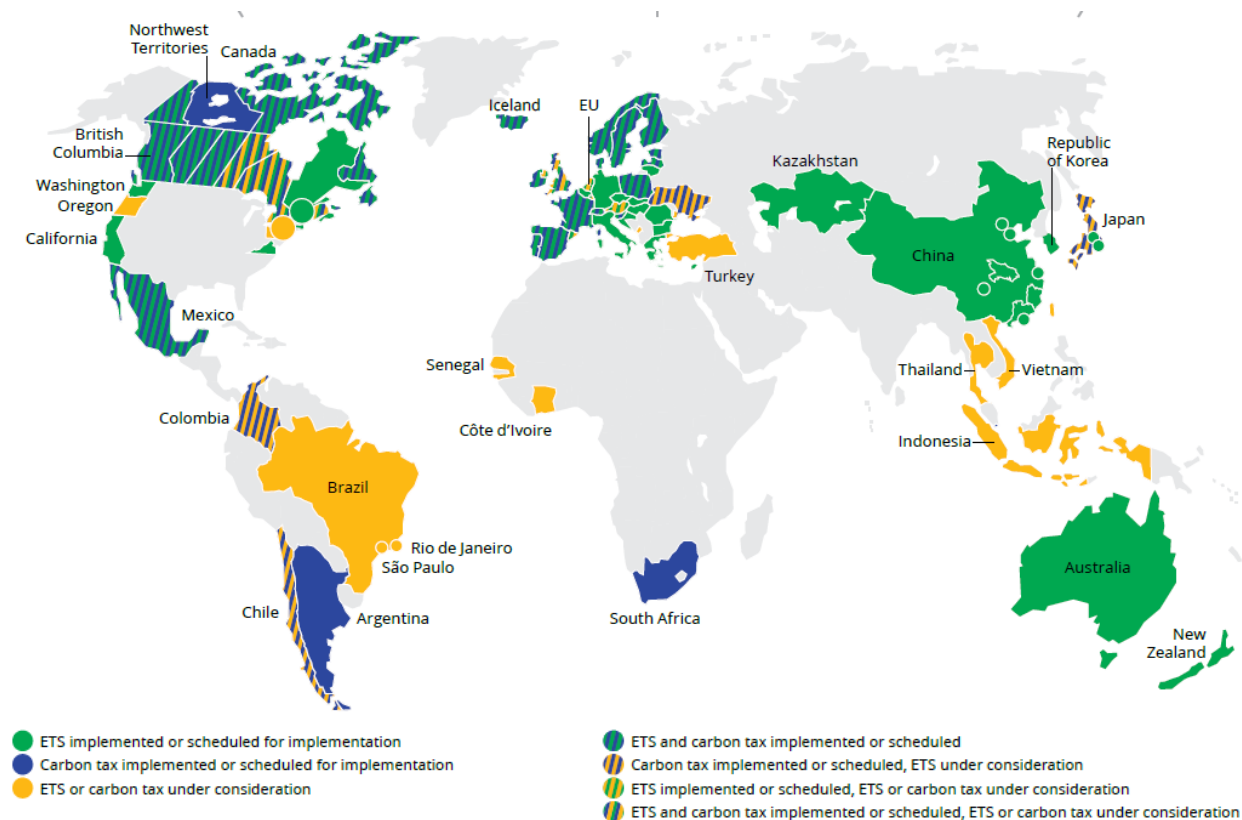 Northwest
Territories
Canada
Iceland
EU
British
Columbia
Republic
of Korea
Kazakhstan
Washington
Oregon
California
Japan
China
Turkey
Mexico
Senegal
Thailand
Vietnam
Colombia
Côte d'Ivoire
Indonesia
Brazil
Rio de Janeiro
São Paulo
Australia
Chile
Argentina
South Africa
New
Zealand
ETS implemented or scheduled for implementation
Carbon tax implemented or scheduled for implementation
ETS or carbon tax under consideration
ETS and carbon tax implemented or scheduled
Carbon tax implemented or scheduled, ETS under consideration
ETS implemented or scheduled, ETS or carbon tax under consideration
ETS and carbon tax implemented or scheduled, ETS or carbon tax under consideration